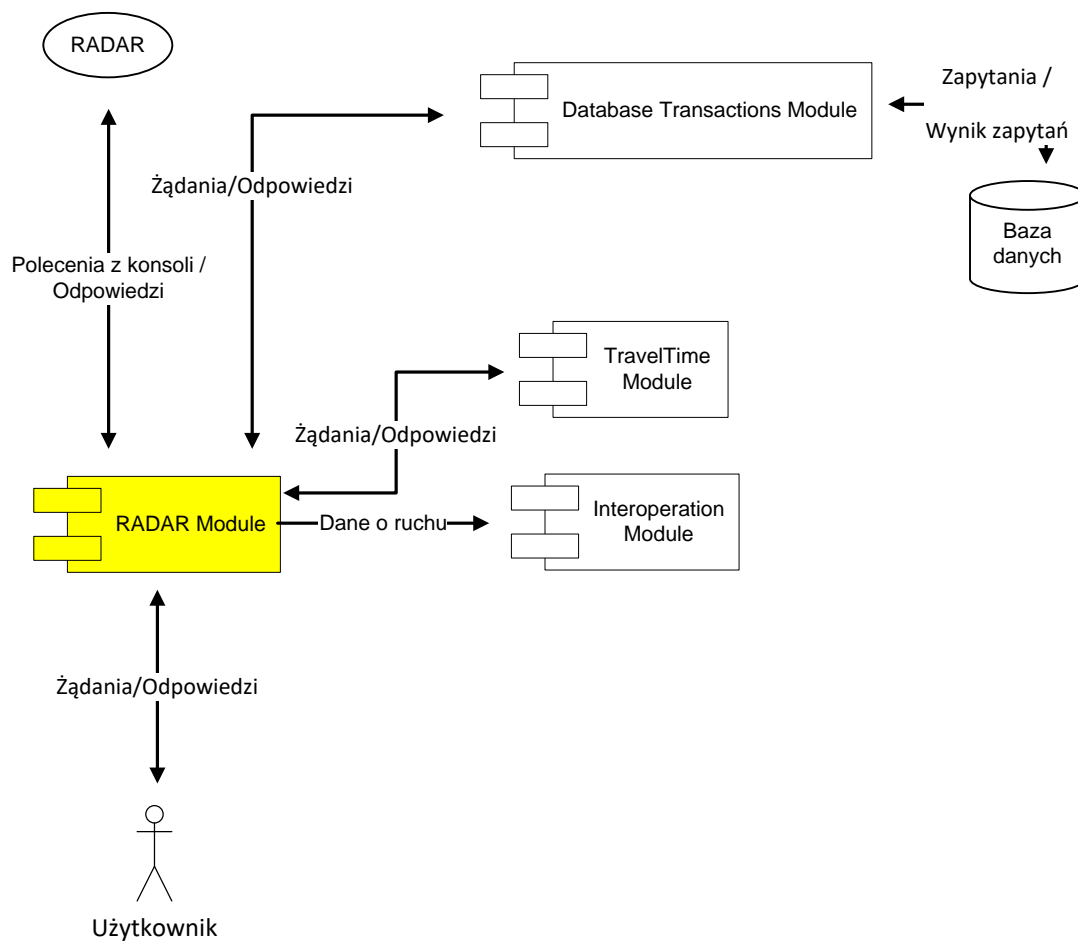 RADAR
Database Transactions Module
Zapytania /
Wynik zapytań
Żądania/Odpowiedzi
Baza
danych
Polecenia z konsoli /
Odpowiedzi
TravelTime
Module
Żądania/Odpowiedzi
RADAR Module
Dane o ruchu
Interoperation
Module
Żądania/Odpowiedzi
Użytkownik